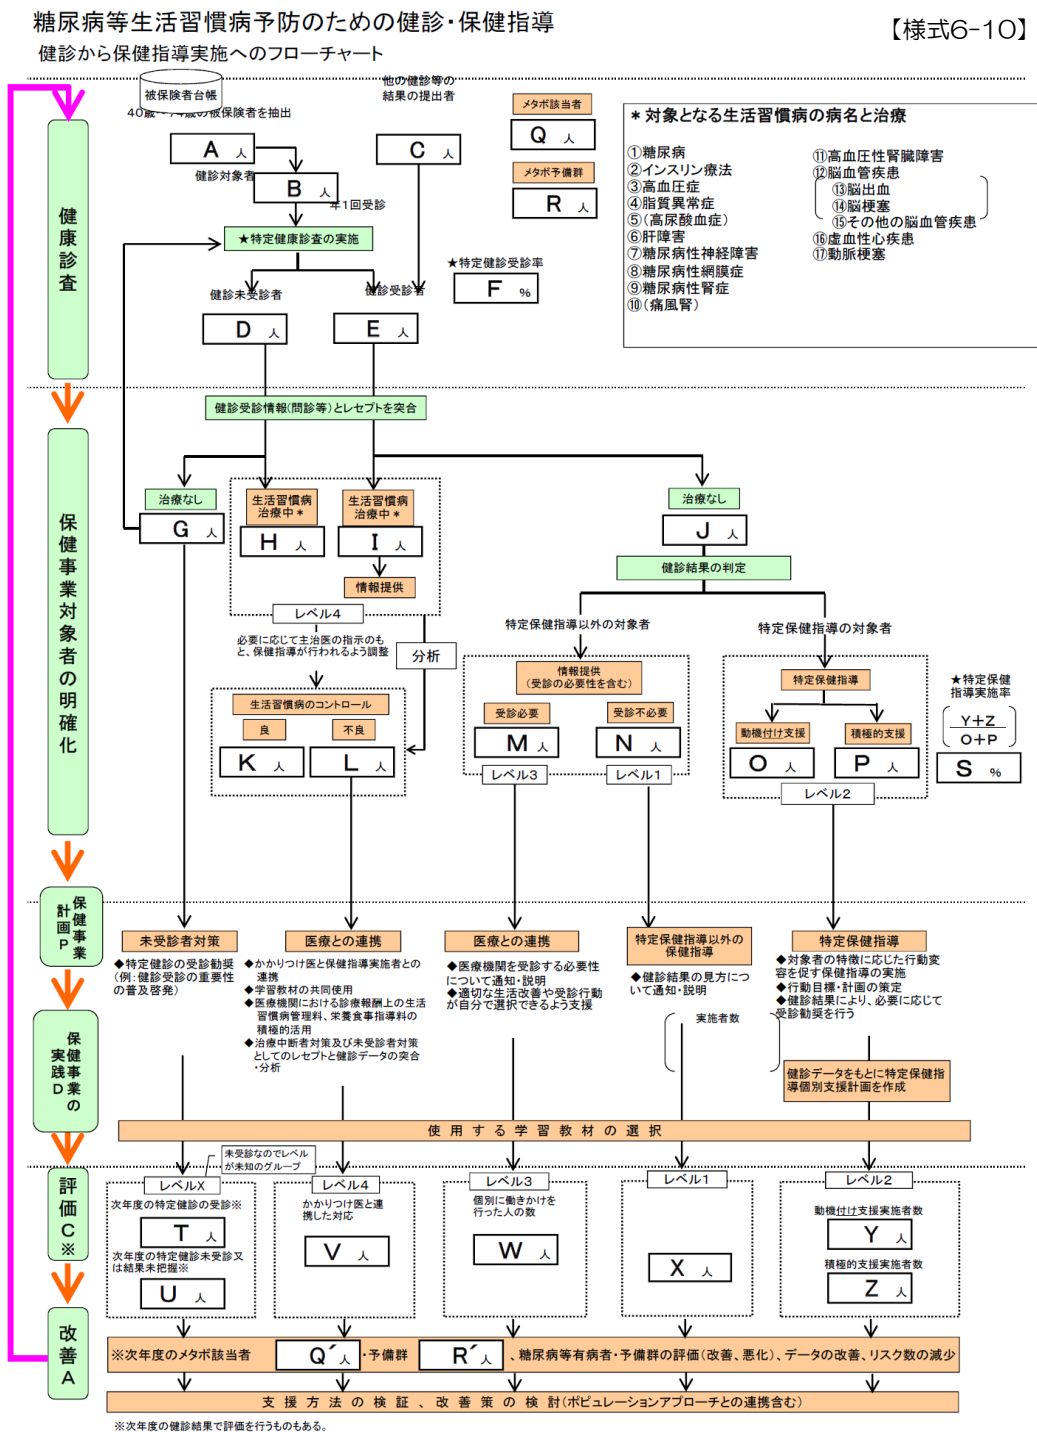 糖尿病等生活習慣病予防のための健診・保健指導
【様式6-10】
健診から保健指導実施へのフローチャート
被保険者台帳
40歳~74歳の被保険者を抽出
他の健診等の
結果の提出者
A 人
健診対象者
B 人
年1回受診
C 人
メタボ該当者
Q 人
メタボ予備群
R 人
*対象となる生活習慣病の病名と治療
①糖尿病
②インスリン療法
③高血圧症
④脂質異常症
⑤(高尿酸血症)
⑥肝障害
⑦糖尿病性神経障害
⑧糖尿病性網膜症
⑨糖尿病性腎症
⑩(痛風腎)
⑪高血圧性腎臓障害
⑫脳血管疾患
⑬脳出血
⑭脳梗塞
⑮その他の脳血管疾患
⑯虚血性心疾患
⑰動脈梗塞
健康診査
★特定健康診査の実施
★特定健診受診率
F %
健診未受診者
健診受診者
D 人
E 人
健診受診情報(問診等)とレセプトを突合
保健事業対象者の明確化
治療なし
G 人
生活習慣病
治療中*
H 人
生活習慣病
治療中*
I 人
情報提供
レベル4
治療なし
J 人
健診結果の判定
必要に応じて主治医の指示のも
と、保健指導が行われるよう調整
分析
生活習慣病のコントロール
良
不良
K 人
L 人
特定保健指導以外の対象者
情報提供
(受診の必要性を含む)
受診必要
受診不必要
M 人
N 人
レベル3
レベル1
特定保健指導の対象者
特定保健指導
動機付け支援
積極的支援
O 人
P 人
レベル2
★特定保健
指導実施率
Y+Z
O+P
S %
保健事業
計画P
未受診者対策
◆特定健診の受診勧奨
(例:健診受診の重要性
の普及啓発)
医療との連携
◆かかりつけ医と保健指導実施者との
連携
◆学習教材の共同使用
◆医療機関における診療報酬上の生活
習慣病管理料、栄養食事指導料の
積極的活用
◆治療中断者対策及び未受診者対策
としてのレセプトと健診データの突合
・分析
医療との連携
◆医療機関を受診する必要性
について通知・説明
◆適切な生活改善や受診行動
が自分で選択できるよう支援
特定保健指導以外の
保健指導
◆健診結果の見方につ
いて通知・説明
実施者数
特定保健指導
◆対象者の特徴に応じた行動変
容を促す保健指導の実施
◆行動目標・計画の策定
◆健診結果により、必要に応じて
受診勧奨を行う
保健事業の
実践D
健診データをもとに特定保健指
導個別支援計画を作成
使用する学習教材の選択
評価C※
未受診なのでレベル
が未知のグループ
レベルX
次年度の特定健診の受診※
T 人
次年度の特定健診未受診又
は結果未把握※
U 人
レベル4
かかりつけ医と連
携した対応
V 人
レベル3
個別に働きかけを
行った人の数
W 人
レベル1
X 人
レベル2
動機付け支援実施者数
Y 人
積極的支援実施者数
Z 人
改善A
※次年度のメタボ該当者 Q´人 ・予備群 R´人 、糖尿病等有病者・予備群の評価(改善、悪化)、データの改善、リスク数の減少
支援方法の検証、改善策の検討(ポピュレーションアプローチとの連携含む)
※次年度の健診結果で評価を行うものもある。